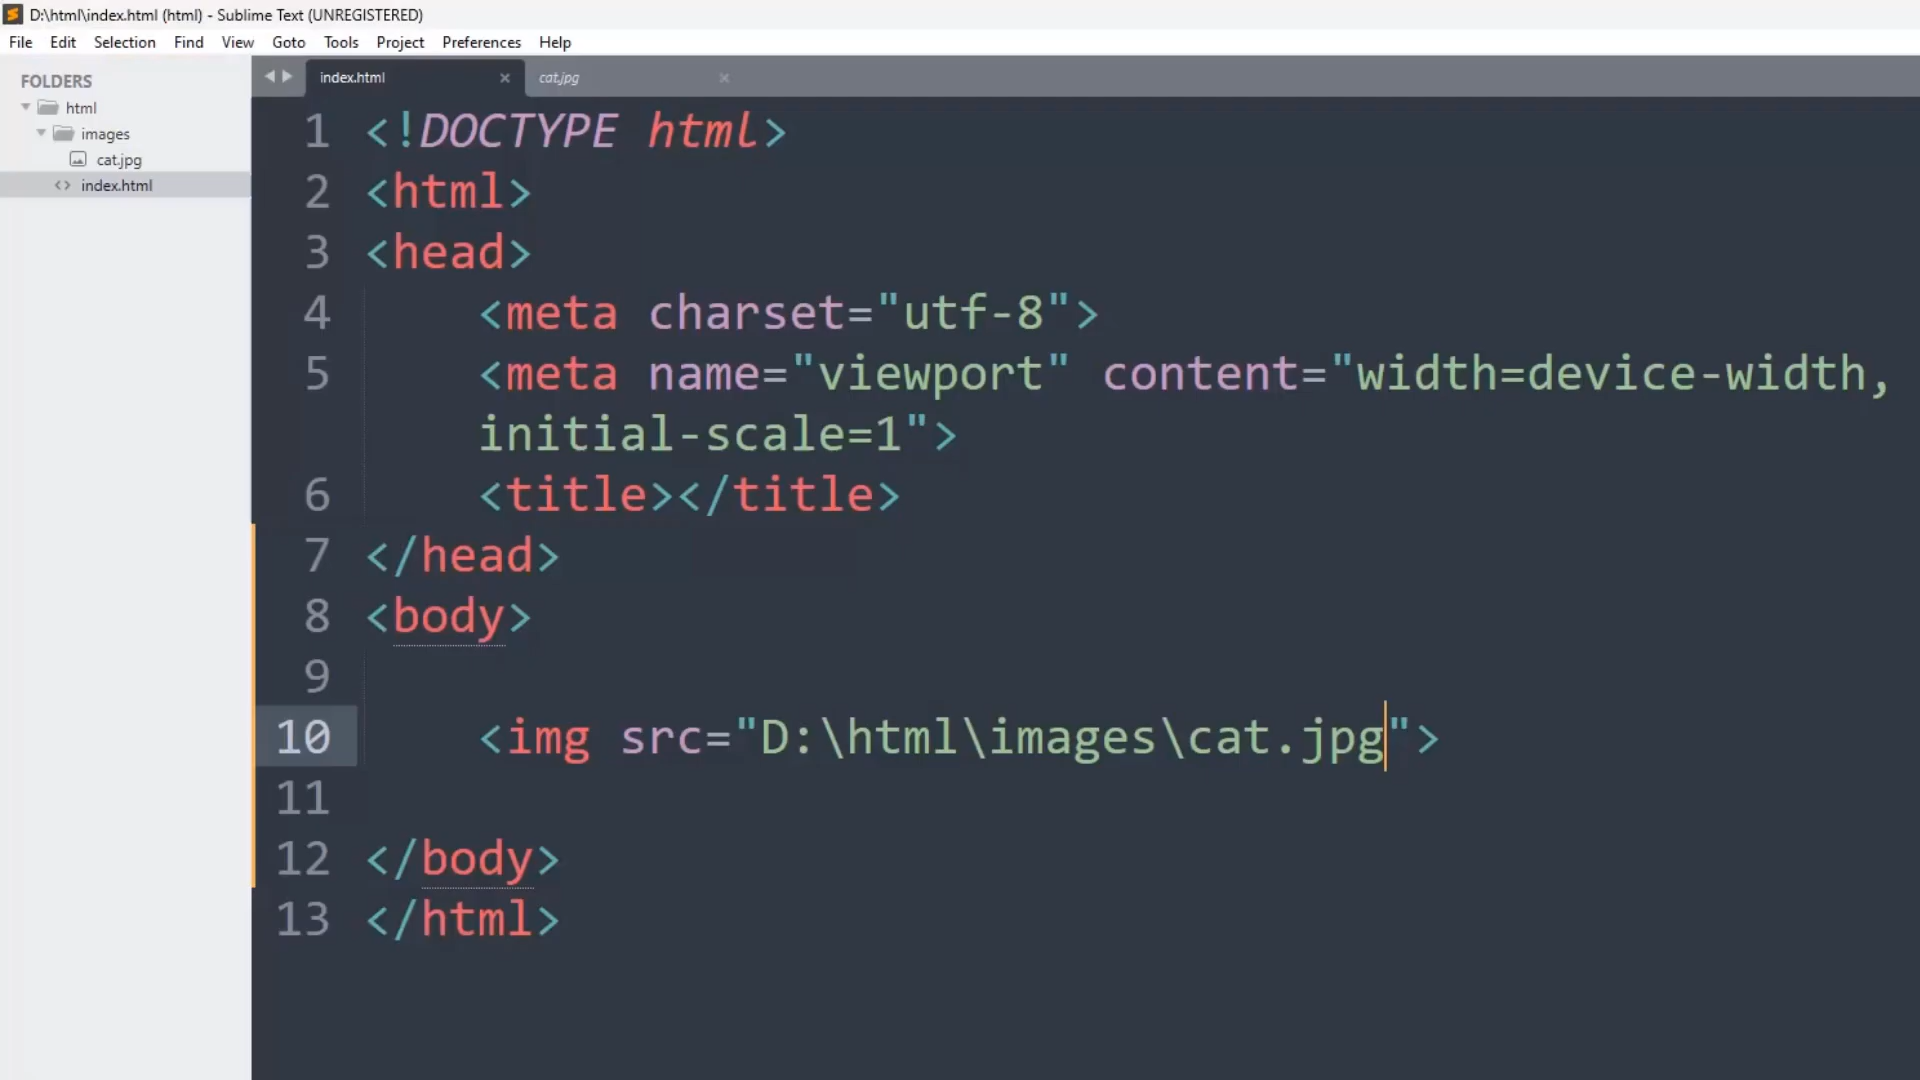 D:\html\index.html (html) - Sublime Text (UNREGISTERED)
File Edit Selection Find View Goto Tools Project Preferences Help
FOLDERS
html
images
cat.jpg
index.html
index.html cat.jpg
1 <!DOCTYPE html>
2 <html>
3 <head>
4 <meta charset="utf-8">
5 <meta name="viewport" content="width=device-width,
initial-scale=1">
6 <title></title>
7 </head>
8 <body>
9
10 <img src="D:\html\images\cat.jpg">
11
12 </body>
13 </html>